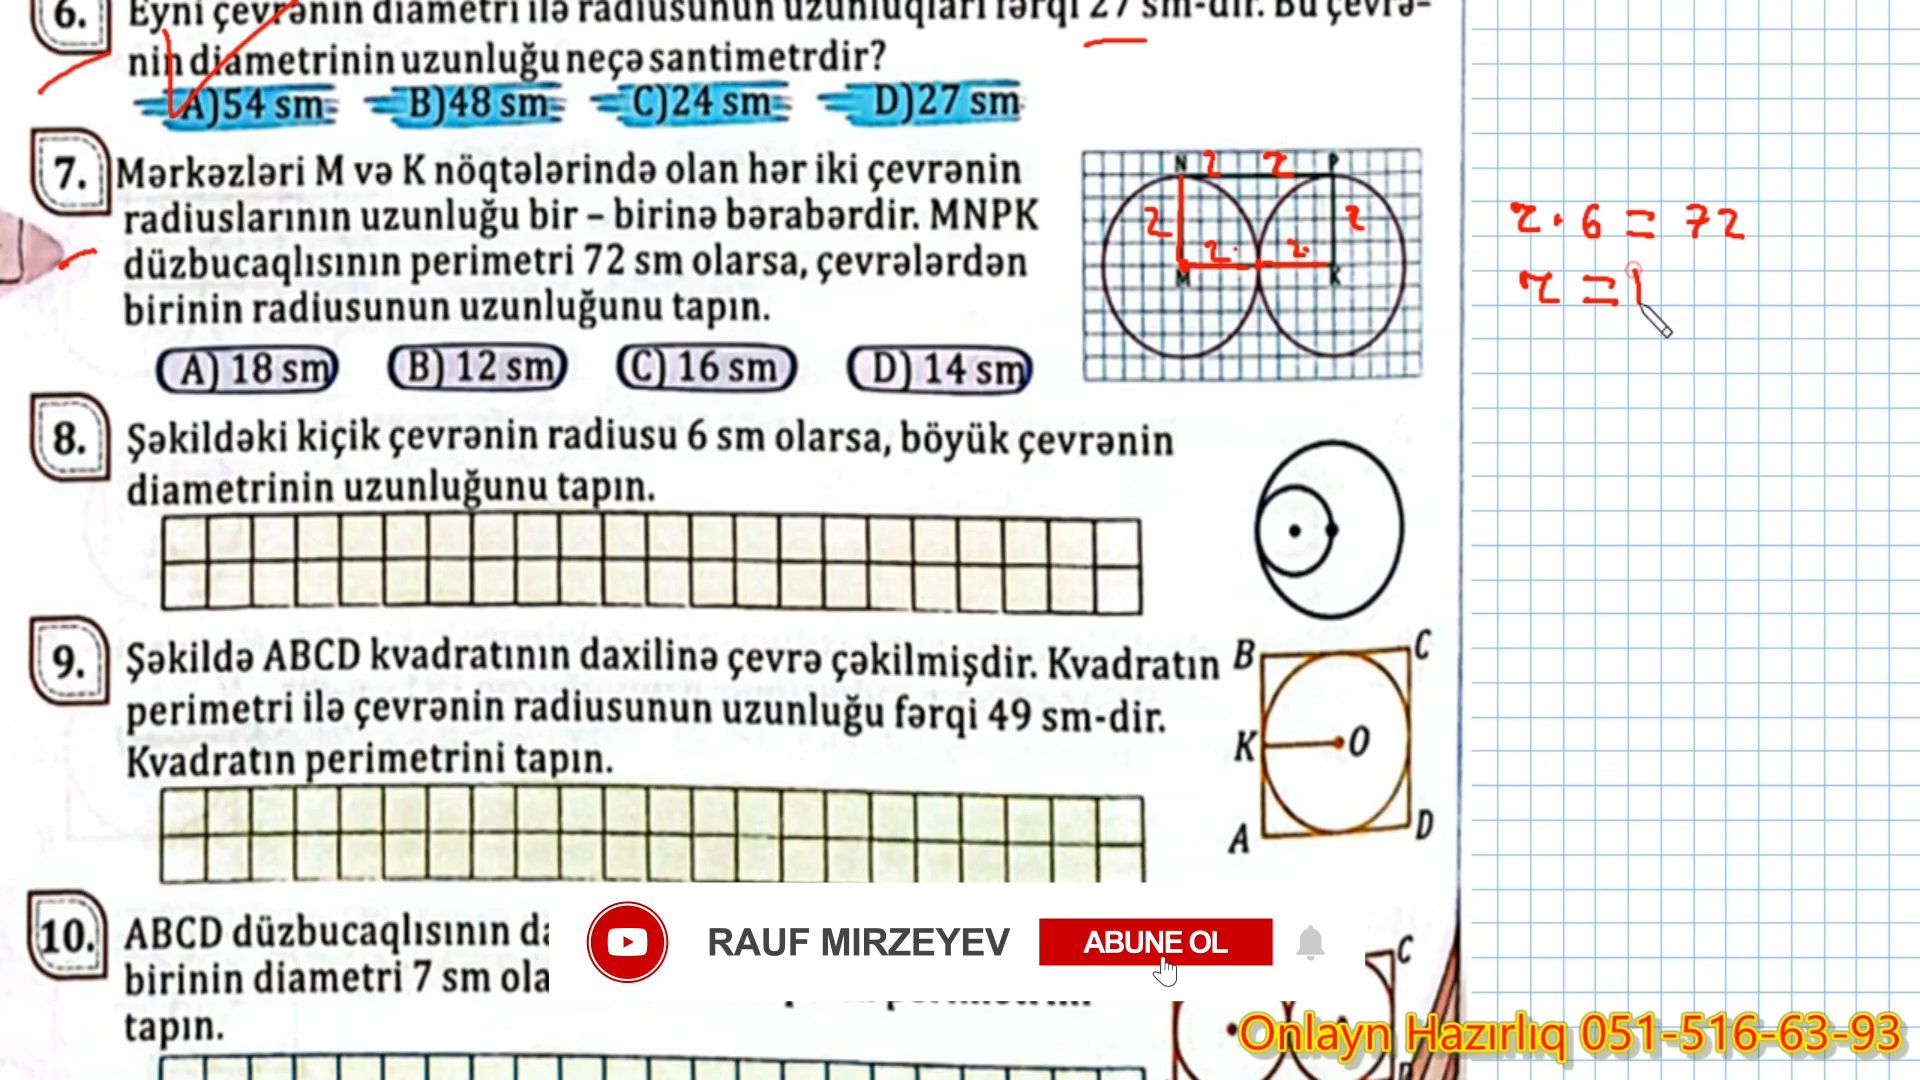 6. Eyni çevrənin diametri ilə radiusunun uzunluqları fərqi 27 sm-dir. Bu çevrə-
nin diametrinin uzunluğu neçə santimetrdir?
A)54 sm B)48 sm C)24 sm D)27 sm
7. Mərkəzləri M və K nöqtələrində olan hər iki çevrənin
radiuslarının uzunluğu bir – birinə bərabərdir. MNPK
düzbucaqlısının perimetri 72 sm olarsa, çevrələrdən
birinin radiusunun uzunluğunu tapın.
A) 18 sm B) 12 sm C) 16 sm D) 14 sm
N r r P
r r
r r
M K
r · 6 = 72
r = 1
8. Şəkildəki kiçik çevrənin radiusu 6 sm olarsa, böyük çevrənin
diametrinin uzunluğunu tapın.
9. Şəkildə ABCD kvadratının daxilinə çevrə çəkilmişdir. Kvadratın
perimetri ilə çevrənin radiusunun uzunluğu fərqi 49 sm-dir.
Kvadratın perimetrini tapın.
B C
K O
A D
10. ABCD düzbucaqlısının
birinin diametri 7 sm
tapın.
C
RAUF MIRZEYEV ABUNE OL
Onlayn Hazırlıq 051-516-63-93